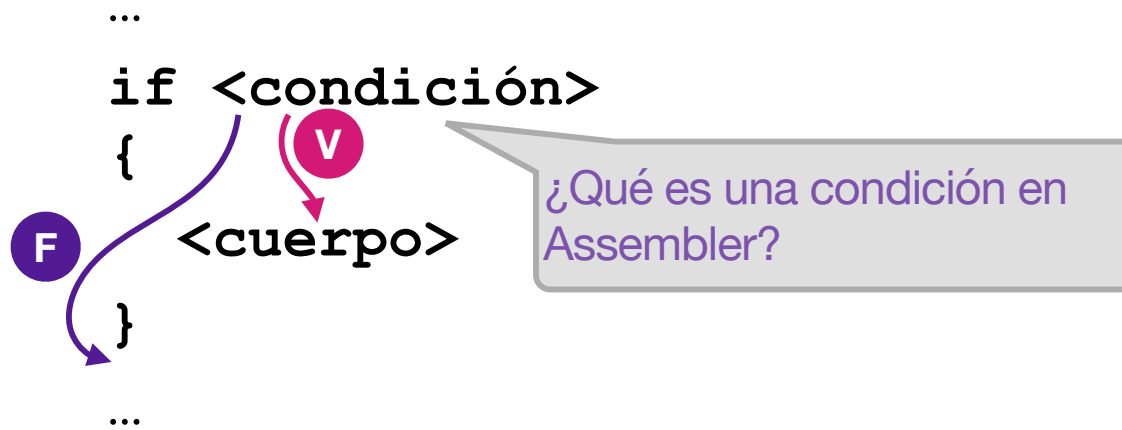 ...
if <condición>
{
V
¿Qué es una condición en
Assembler?
F
<cuerpo>
}
...